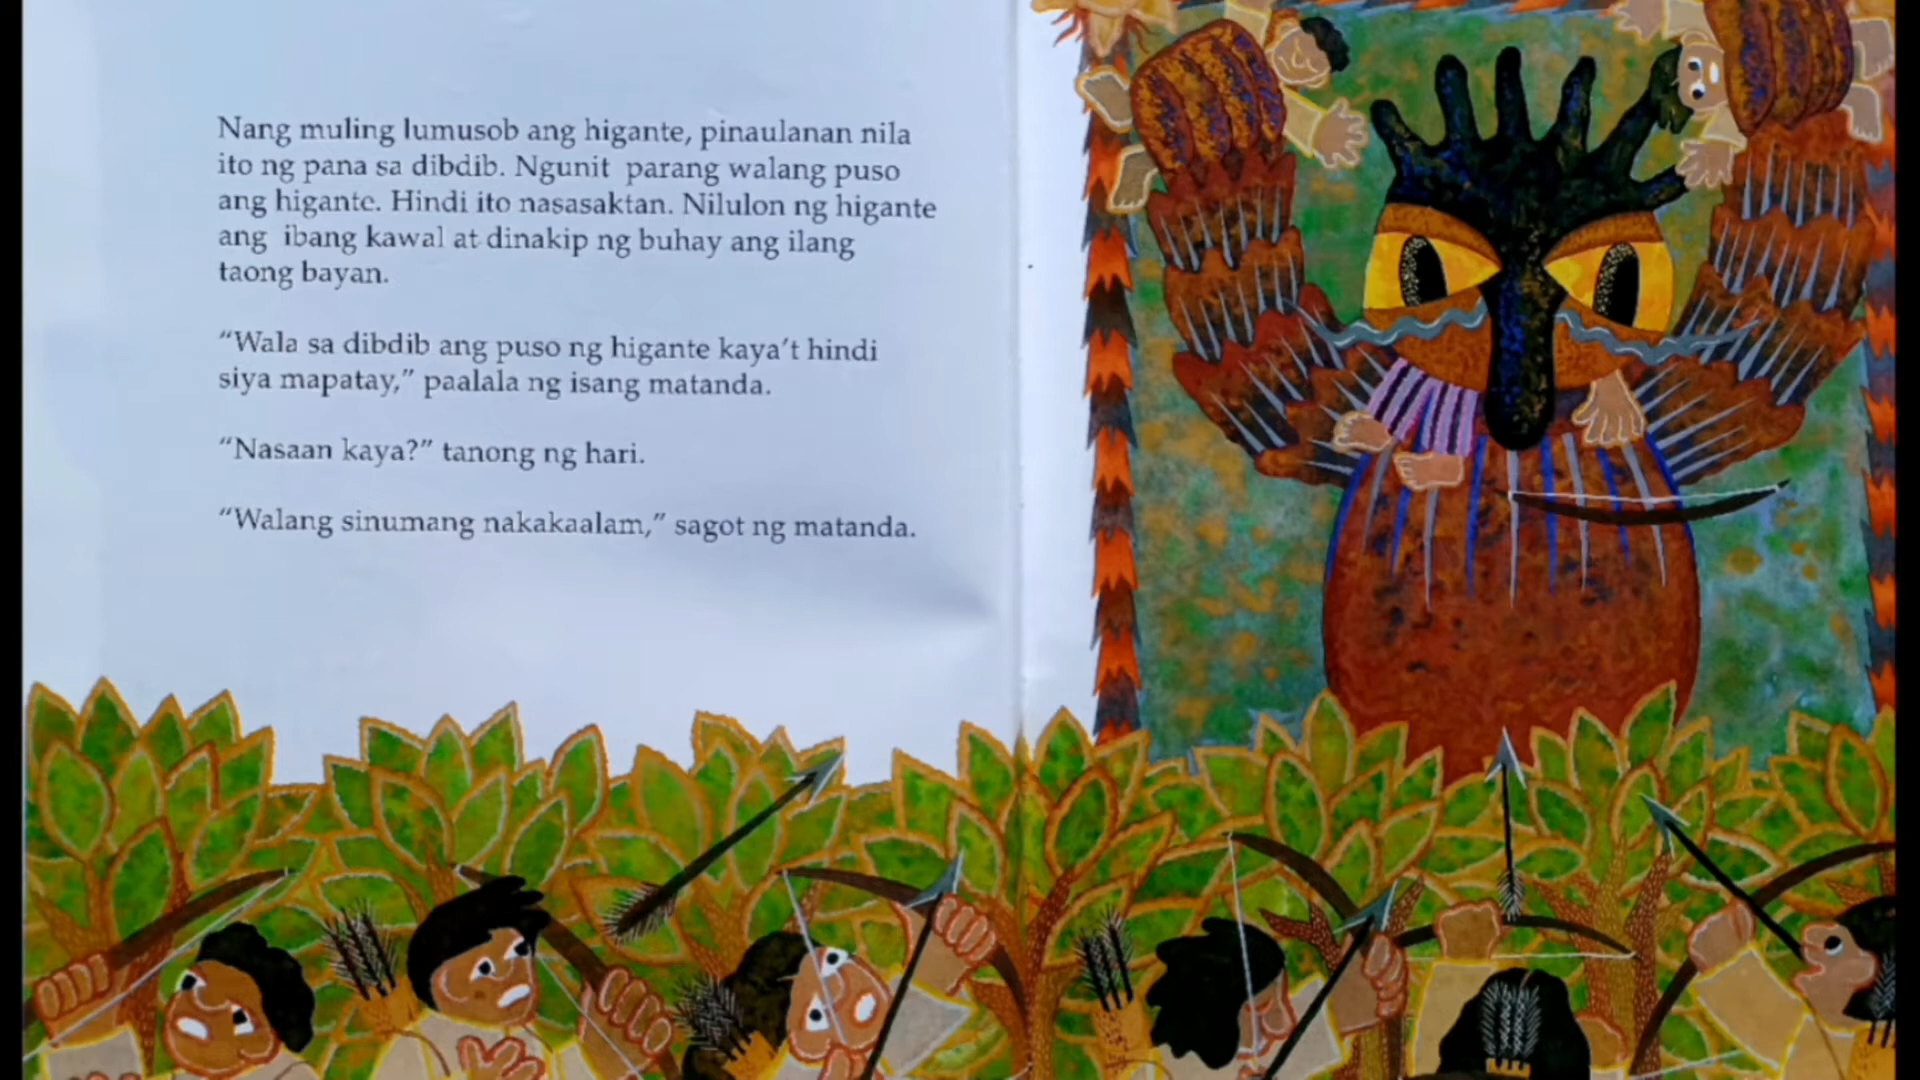 Nang muling lumusob ang higante, pinaulanan nila
ito ng pana sa dibdib. Ngunit parang walang puso
ang higante. Hindi ito nasasaktan. Nilulon ng higante
ang ibang kawal at dinakip ng buhay ang ilang
taong bayan.
“Wala sa dibdib ang puso ng higante kaya’t hindi
siya mapatay,” paalala ng isang matanda.
“Nasaan kaya?” tanong ng hari.
“Walang sinumang nakakaalam,” sagot ng matanda.